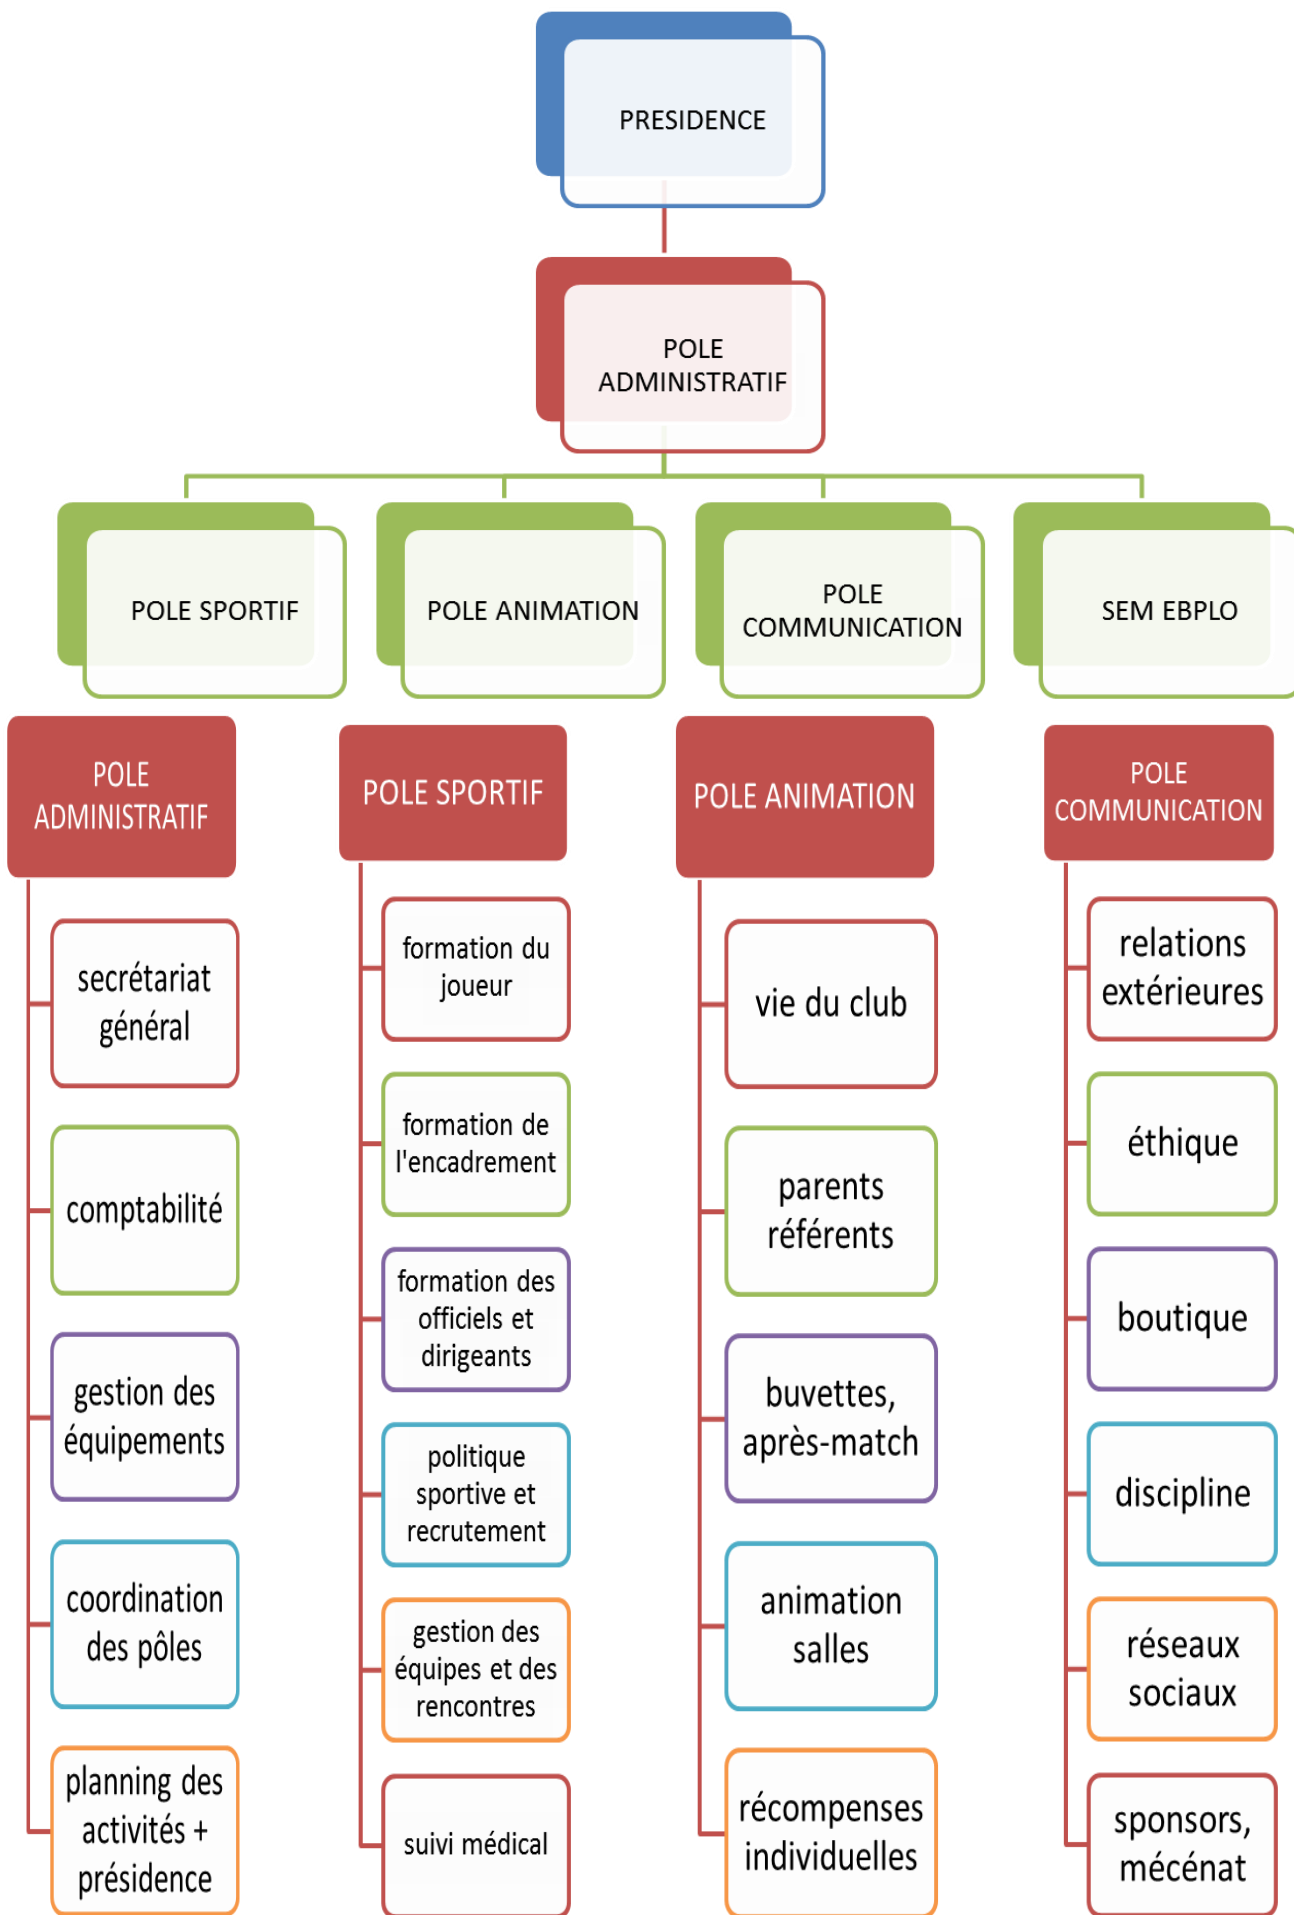 PRESIDENCE
POLE
ADMINISTRATIF
POLE SPORTIF
POLE ANIMATION
POLE
COMMUNICATION
SEM EBPLO
POLE
ADMINISTRATIF
secrétariat
général
comptabilité
gestion des
équipements
coordination
des pôles
planning des
activités +
présidence
POLE SPORTIF
formation du
joueur
formation de
l'encadrement
formation des
officiels et
dirigeants
politique
sportive et
recrutement
gestion des
équipes et des
rencontres
suivi médical
POLE ANIMATION
vie du club
parents
référents
buvettes,
après-match
animation
salles
récompenses
individuelles
POLE
COMMUNICATION
relations
extérieures
éthique
boutique
discipline
réseaux
sociaux
sponsors,
mécénat